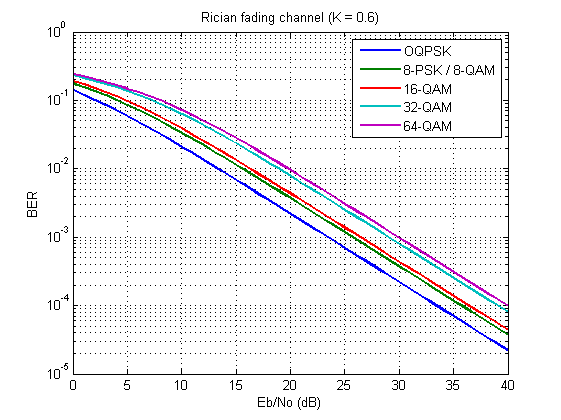 Rician fading channel (K = 0.6)
10^0
10^-1
10^-2
10^-3
10^-4
10^-5
BER
OQPSK
8-PSK / 8-QAM
16-QAM
32-QAM
64-QAM
0 5 10 15 20 25 30 35 40
Eb/No (dB)